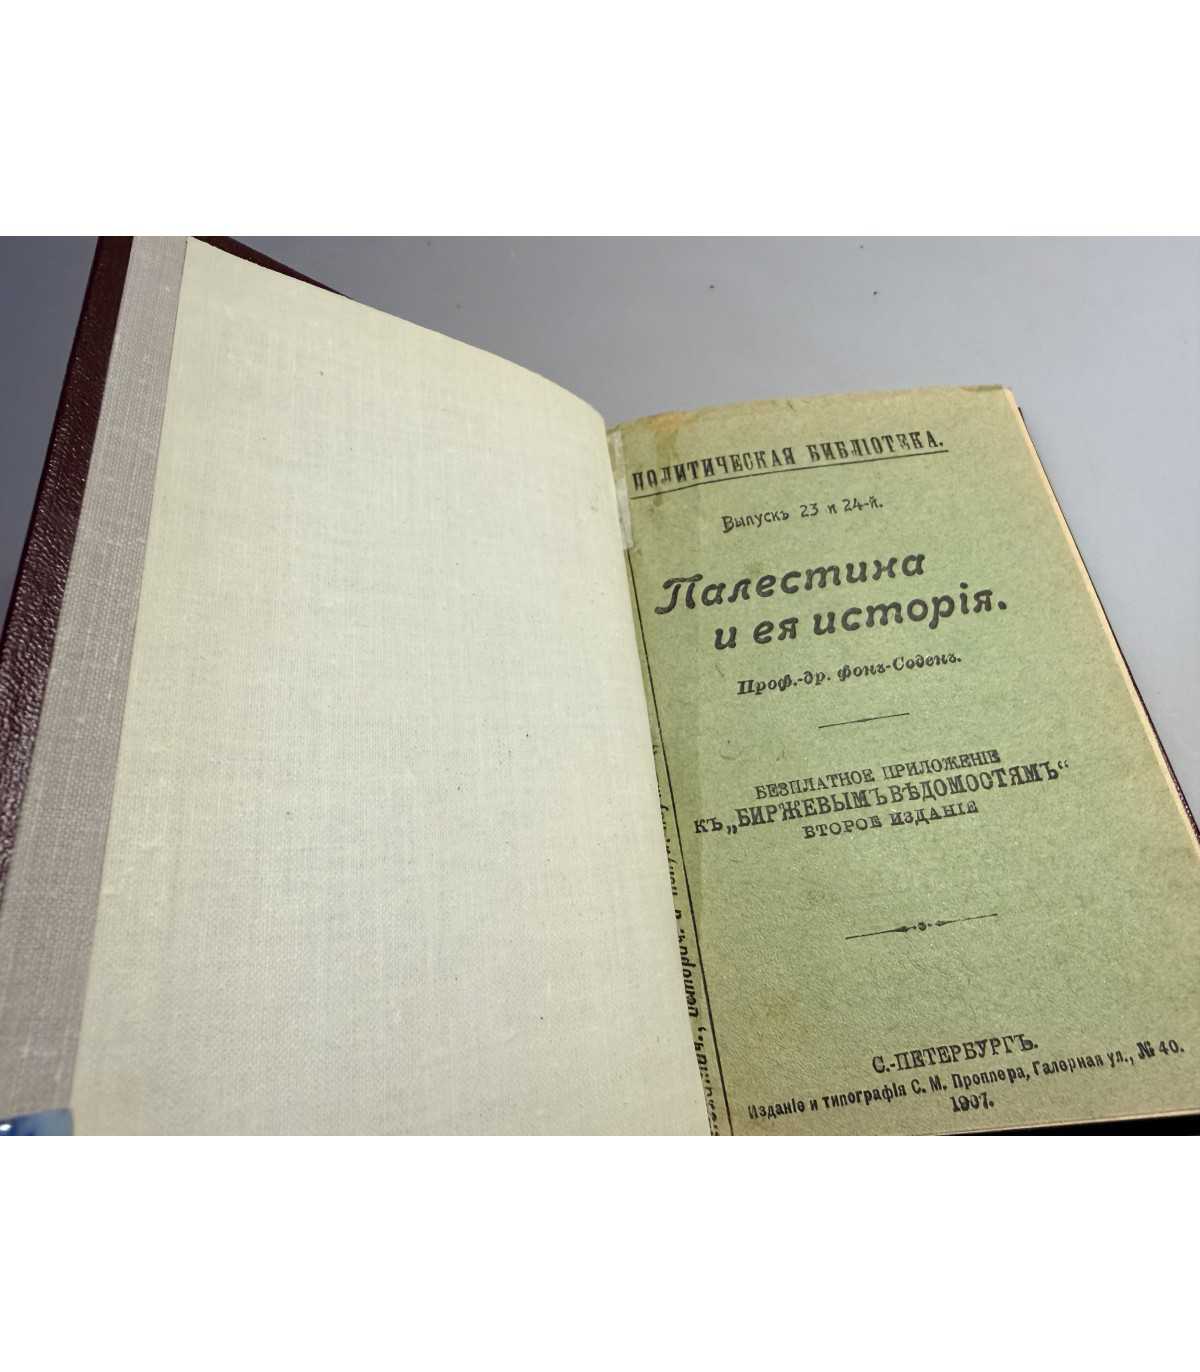 ПОЛИТИЧЕСКАЯ БИБЛІОТЕКА.
Выпускъ 23 и 24-й.
Палестина
и ея исторія.
Проф.-др. фонъ-Соденъ.
БЕЗПЛАТНОЕ ПРИЛОЖЕНІЕ
КЪ „БИРЖЕВЫМЪ ВѢДОМОСТЯМЪ“
ВТОРОЕ ИЗДАНІЕ
С.-ПЕТЕРБУРГЪ.
Изданіе и типографія С. М. Проппера, Галерная ул., № 40.
1907.